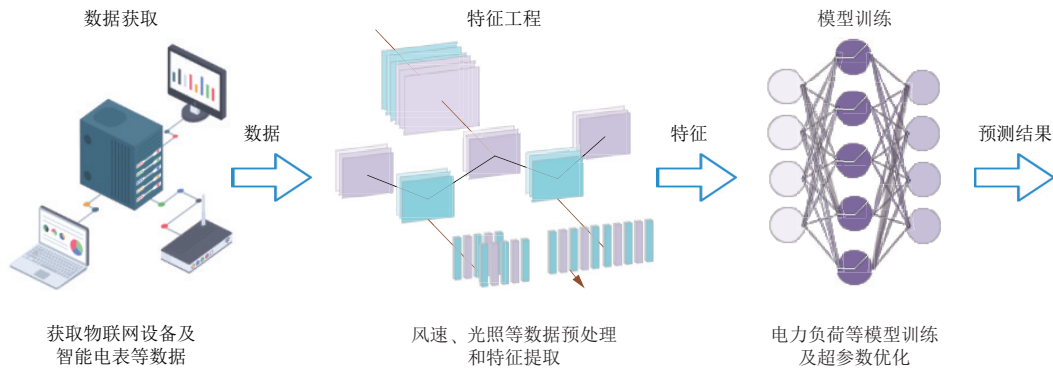 数据获取
特征工程
模型训练
数据
特征
预测结果
获取物联网设备及
智能电表等数据
风速、光照等数据预处理
和特征提取
电力负荷等模型训练
及超参数优化